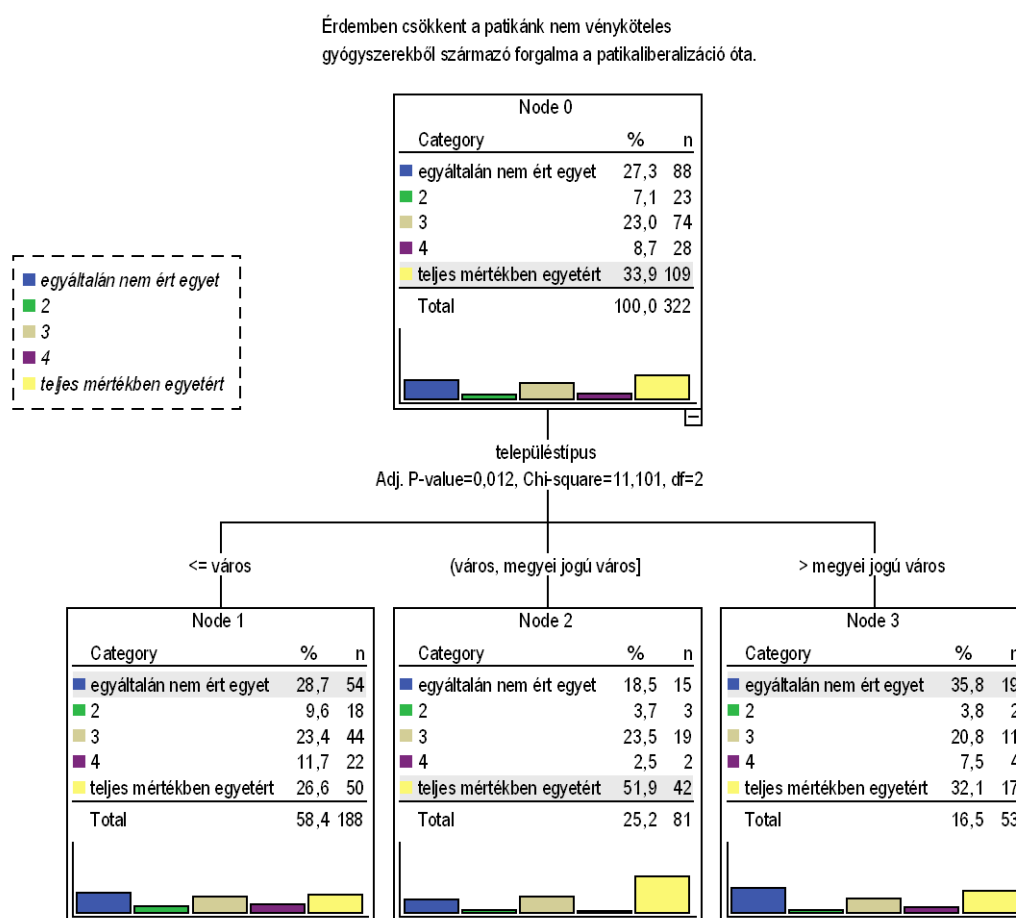 Érdemben csökkent a patikánk nem vényköteles
gyógyszerekből származó forgalma a patikaliberalizáció óta.
Node 0
Category % n
egyáltalán nem ért egyet 27,3 88
2 7,1 23
3 23,0 74
4 8,7 28
teljes mértékben egyetért 33,9 109
Total 100,0 322
egyáltalán nem ért egyet
2
3
4
teljes mértékben egyetért
településtípus
Adj. P-value=0,012, Chi-square=11,101, df=2
<= város
(város, megyei jogú város]
> megyei jogú város
Node 1
Category % n
egyáltalán nem ért egyet 28,7 54
2 9,6 18
3 23,4 44
4 11,7 22
teljes mértékben egyetért 26,6 50
Total 58,4 188
Node 2
Category % n
egyáltalán nem ért egyet 18,5 15
2 3,7 3
3 23,5 19
4 2,5 2
teljes mértékben egyetért 51,9 42
Total 25,2 81
Node 3
Category % n
egyáltalán nem ért egyet 35,8 19
2 3,8 2
3 20,8 11
4 7,5 4
teljes mértékben egyetért 32,1 17
Total 16,5 53